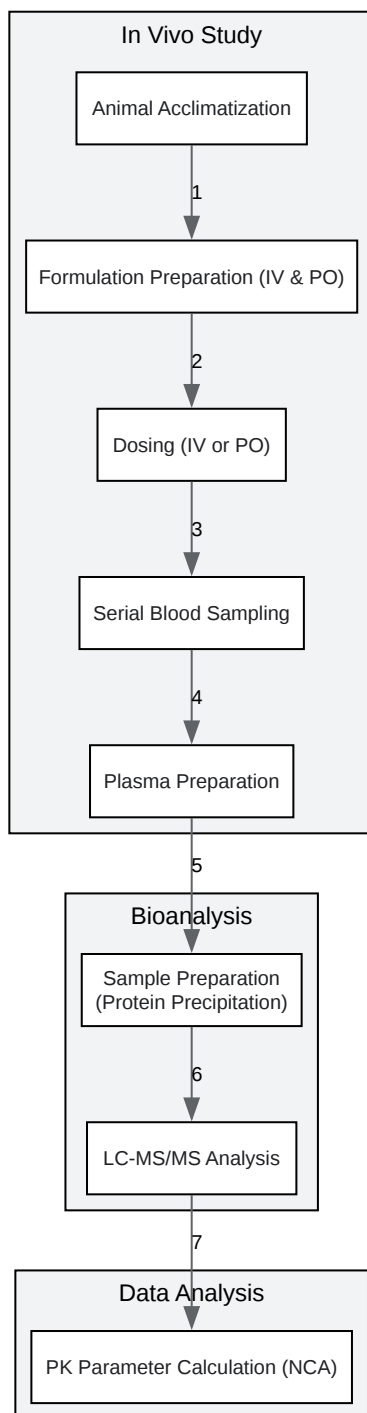 In Vivo Study
Animal Acclimatization
1
Formulation Preparation (IV & PO)
2
Dosing (IV or PO)
3
Serial Blood Sampling
4
Plasma Preparation
5
Bioanalysis
Sample Preparation
(Protein Precipitation)
6
LC-MS/MS Analysis
7
Data Analysis
PK Parameter Calculation (NCA)